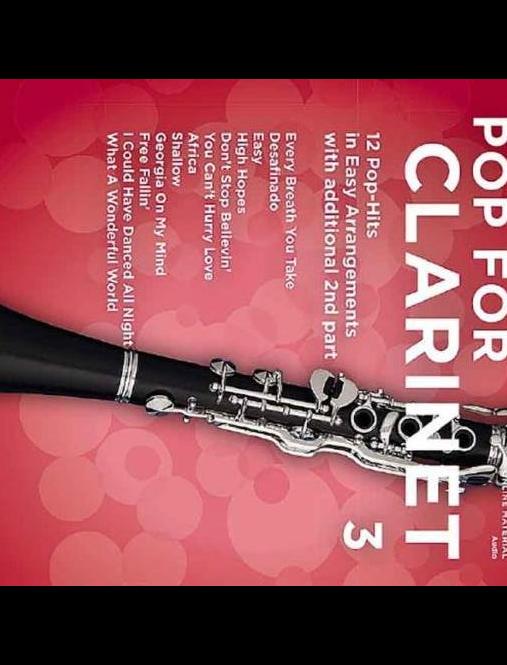 POP FOR
CLARINET
3
12 Pop-Hits
in Easy Arrangements
with additional 2nd part
Every Breath You Take
Desafinado
Easy
High Hopes
Don't Stop Believin'
You Can't Hurry Love
Africa
Shallow
Georgia On My Mind
Free Fallin'
I Could Have Danced All Night
What A Wonderful World
MATERIAL
Audio